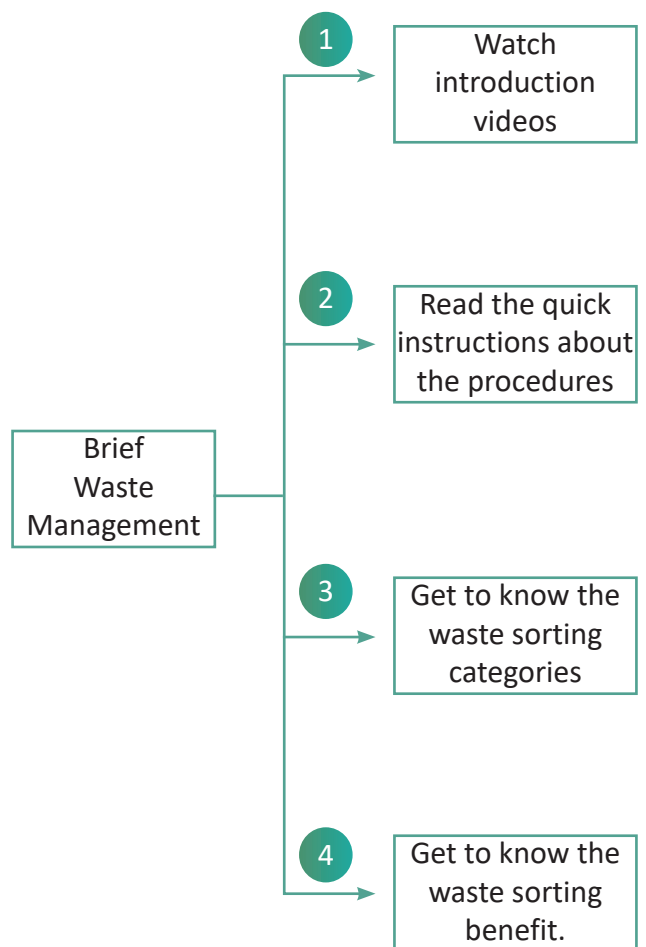 1
Watch
introduction
videos
2
Read the quick
instructions about
the procedures
Brief
Waste
Management
3
Get to know the
waste sorting
categories
4
Get to know the
waste sorting
benefit.